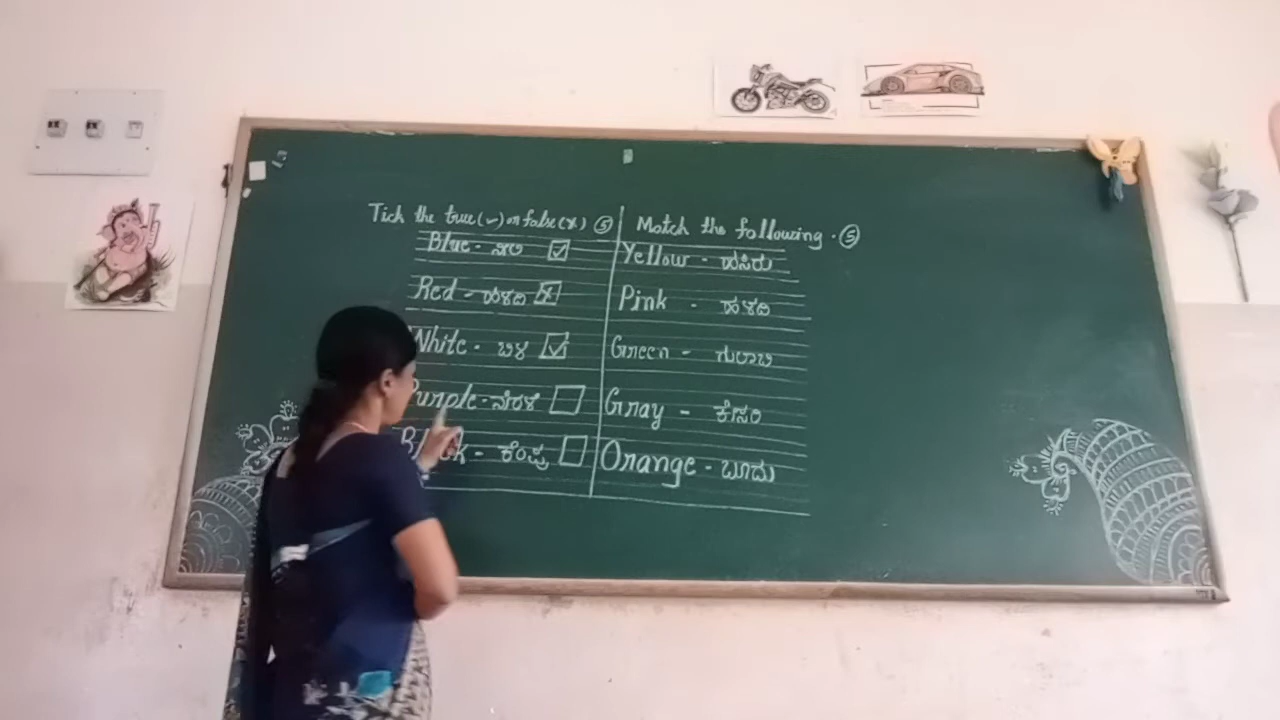 Tick the true(✓) or false(x) ⑤
Blue - ನೀಲಿ ☑
Red - ಹಳದಿ ☒
White - ಬಿಳಿ ☑
Purple - ನೇರಳೆ ☐
Black - ಕೆಂಪು ☐
Match the following. ⑤
Yellow - ಹಸಿರು
Pink - ಹಳದಿ
Green - ಗುಲಾಬಿ
Gray - ಕೇಸರಿ
Orange - ಬೂದು